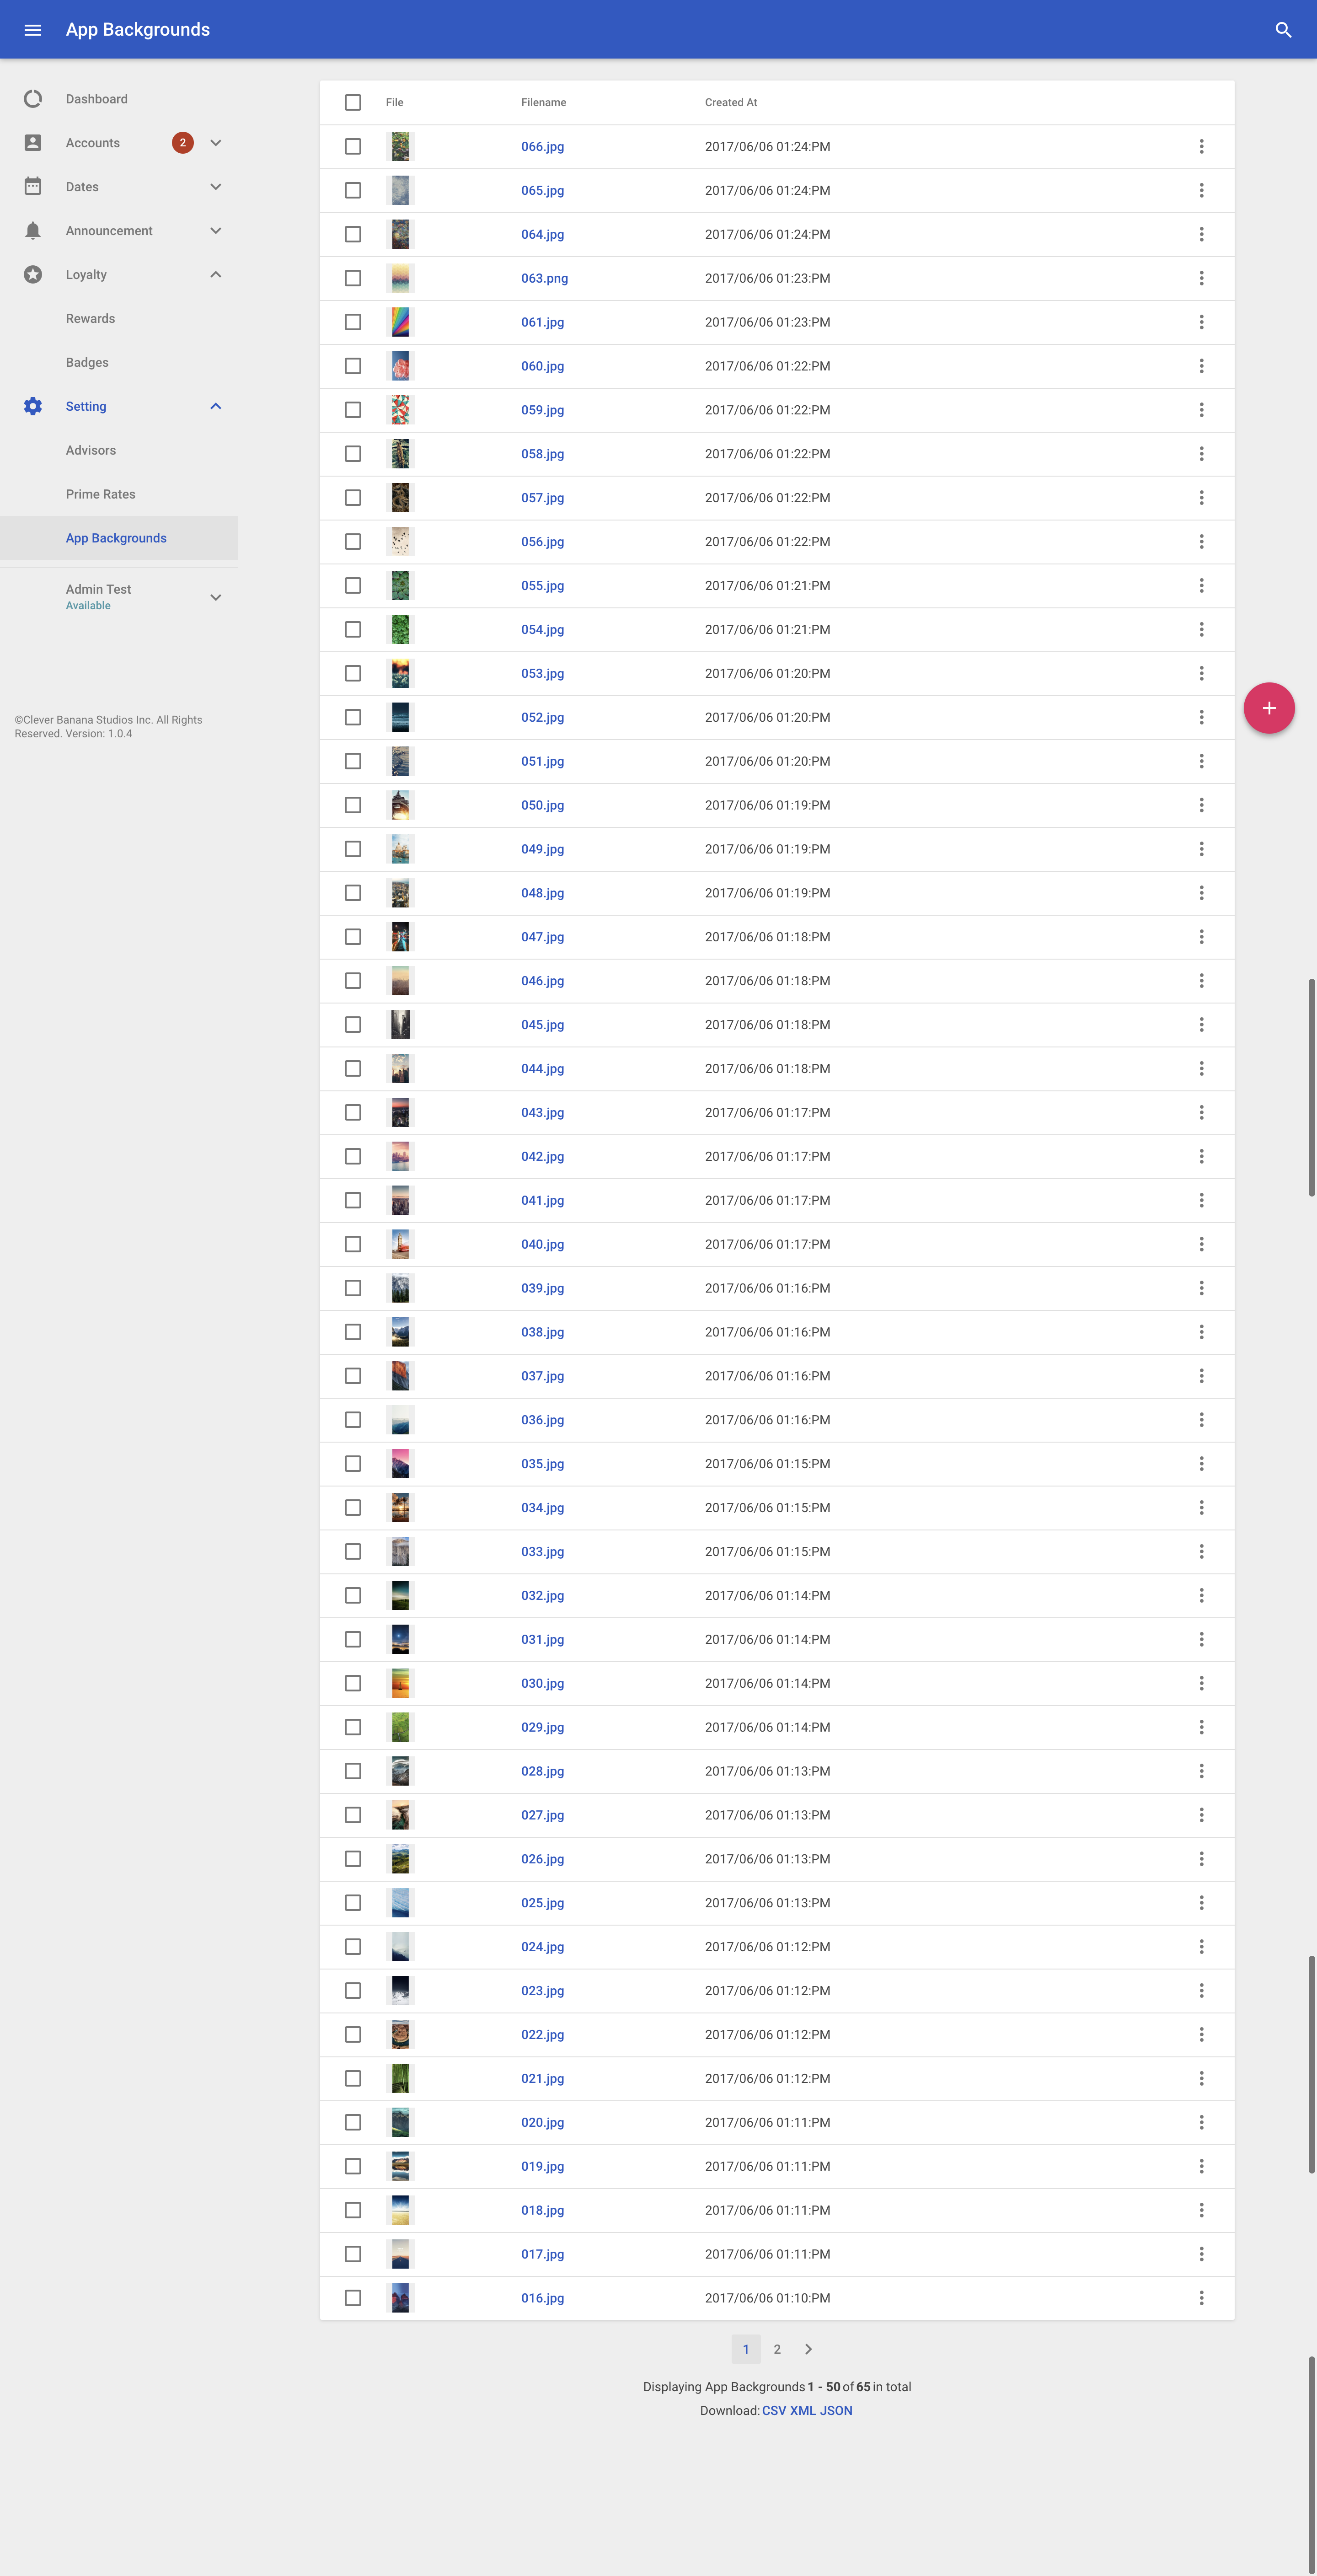 App Backgrounds
Dashboard
Accounts 2
Dates
Announcement
Loyalty
Rewards
Badges
Setting
Advisors
Prime Rates
App Backgrounds
Admin Test
Available
©Clever Banana Studios Inc. All Rights
Reserved. Version: 1.0.4
File Filename Created At
066.jpg 2017/06/06 01:24:PM
065.jpg 2017/06/06 01:24:PM
064.jpg 2017/06/06 01:24:PM
063.png 2017/06/06 01:23:PM
061.jpg 2017/06/06 01:23:PM
060.jpg 2017/06/06 01:22:PM
059.jpg 2017/06/06 01:22:PM
058.jpg 2017/06/06 01:22:PM
057.jpg 2017/06/06 01:22:PM
056.jpg 2017/06/06 01:22:PM
055.jpg 2017/06/06 01:21:PM
054.jpg 2017/06/06 01:21:PM
053.jpg 2017/06/06 01:20:PM
052.jpg 2017/06/06 01:20:PM
051.jpg 2017/06/06 01:20:PM
050.jpg 2017/06/06 01:19:PM
049.jpg 2017/06/06 01:19:PM
048.jpg 2017/06/06 01:19:PM
047.jpg 2017/06/06 01:18:PM
046.jpg 2017/06/06 01:18:PM
045.jpg 2017/06/06 01:18:PM
044.jpg 2017/06/06 01:18:PM
043.jpg 2017/06/06 01:17:PM
042.jpg 2017/06/06 01:17:PM
041.jpg 2017/06/06 01:17:PM
040.jpg 2017/06/06 01:17:PM
039.jpg 2017/06/06 01:16:PM
038.jpg 2017/06/06 01:16:PM
037.jpg 2017/06/06 01:16:PM
036.jpg 2017/06/06 01:16:PM
035.jpg 2017/06/06 01:15:PM
034.jpg 2017/06/06 01:15:PM
033.jpg 2017/06/06 01:15:PM
032.jpg 2017/06/06 01:14:PM
031.jpg 2017/06/06 01:14:PM
030.jpg 2017/06/06 01:14:PM
029.jpg 2017/06/06 01:14:PM
028.jpg 2017/06/06 01:13:PM
027.jpg 2017/06/06 01:13:PM
026.jpg 2017/06/06 01:13:PM
025.jpg 2017/06/06 01:13:PM
024.jpg 2017/06/06 01:12:PM
023.jpg 2017/06/06 01:12:PM
022.jpg 2017/06/06 01:12:PM
021.jpg 2017/06/06 01:12:PM
020.jpg 2017/06/06 01:11:PM
019.jpg 2017/06/06 01:11:PM
018.jpg 2017/06/06 01:11:PM
017.jpg 2017/06/06 01:11:PM
016.jpg 2017/06/06 01:10:PM
1 2
Displaying App Backgrounds 1 - 50 of 65 in total
Download: CSV XML JSON